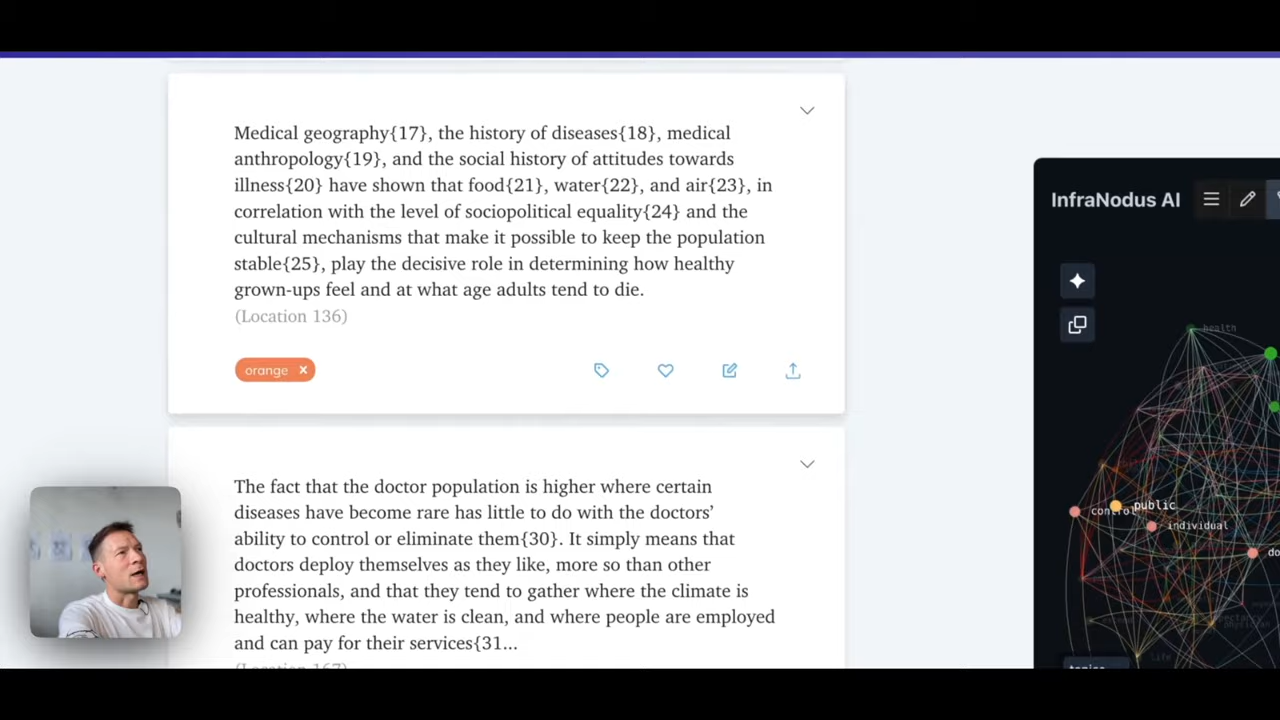 Medical geography{17}, the history of diseases{18}, medical
anthropology{19}, and the social history of attitudes towards
illness{20} have shown that food{21}, water{22}, and air{23}, in
correlation with the level of sociopolitical equality{24} and the
cultural mechanisms that make it possible to keep the population
stable{25}, play the decisive role in determining how healthy
grown-ups feel and at what age adults tend to die.
(Location 136)
orange ×
The fact that the doctor population is higher where certain
diseases have become rare has little to do with the doctors’
ability to control or eliminate them{30}. It simply means that
doctors deploy themselves as they like, more so than other
professionals, and that they tend to gather where the climate is
healthy, where the water is clean, and where people are employed
and can pay for their services{31...
(Location 167)
InfraNodus AI
health
control
public
individual
do
life
topics